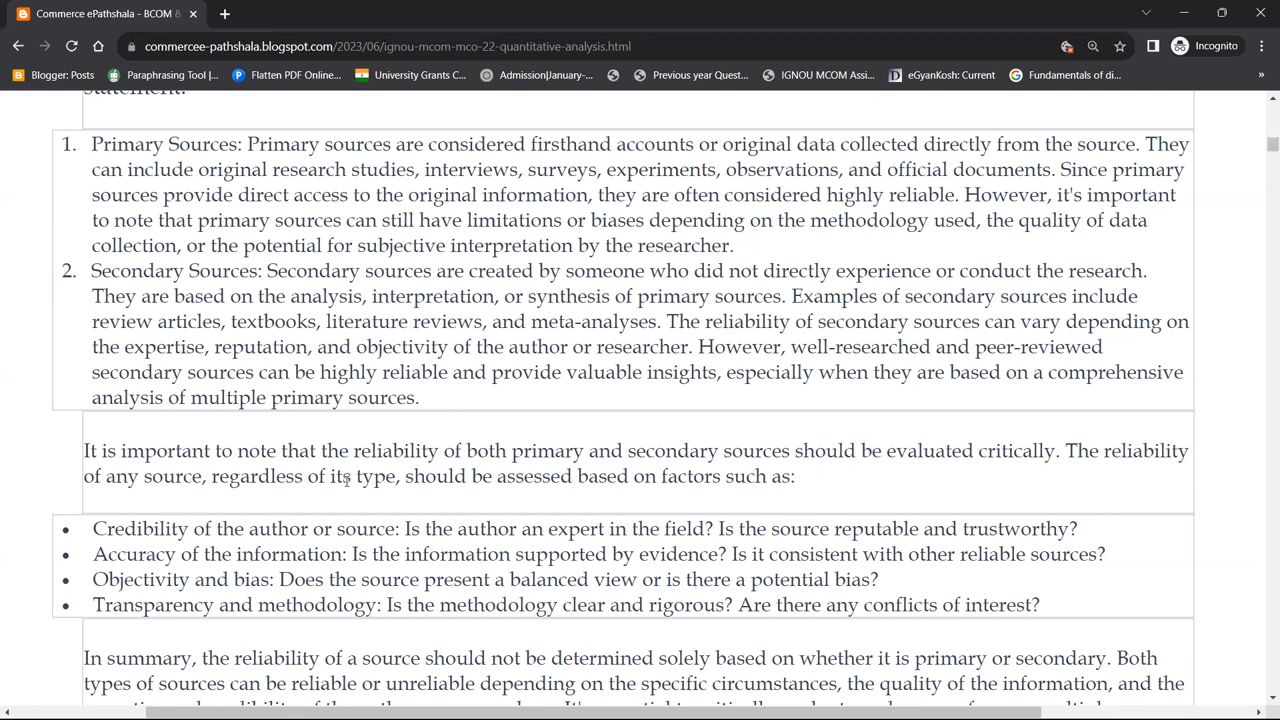 Commerce ePathshala - BCOM &
commercee-pathshala.blogspot.com/2023/06/ignou-mcom-mco-22-quantitative-analysis.html
Incognito
Blogger: Posts
Paraphrasing Tool |...
Flatten PDF Online...
University Grants C...
Admission|January-...
Previous year Quest...
IGNOU MCOM Assi...
eGyanKosh: Current
Fundamentals of di...
»
statement.
1. Primary Sources: Primary sources are considered firsthand accounts or original data collected directly from the source. They
can include original research studies, interviews, surveys, experiments, observations, and official documents. Since primary
sources provide direct access to the original information, they are often considered highly reliable. However, it's important
to note that primary sources can still have limitations or biases depending on the methodology used, the quality of data
collection, or the potential for subjective interpretation by the researcher.
2. Secondary Sources: Secondary sources are created by someone who did not directly experience or conduct the research.
They are based on the analysis, interpretation, or synthesis of primary sources. Examples of secondary sources include
review articles, textbooks, literature reviews, and meta-analyses. The reliability of secondary sources can vary depending on
the expertise, reputation, and objectivity of the author or researcher. However, well-researched and peer-reviewed
secondary sources can be highly reliable and provide valuable insights, especially when they are based on a comprehensive
analysis of multiple primary sources.
It is important to note that the reliability of both primary and secondary sources should be evaluated critically. The reliability
of any source, regardless of its type, should be assessed based on factors such as:
• Credibility of the author or source: Is the author an expert in the field? Is the source reputable and trustworthy?
• Accuracy of the information: Is the information supported by evidence? Is it consistent with other reliable sources?
• Objectivity and bias: Does the source present a balanced view or is there a potential bias?
• Transparency and methodology: Is the methodology clear and rigorous? Are there any conflicts of interest?
In summary, the reliability of a source should not be determined solely based on whether it is primary or secondary. Both
types of sources can be reliable or unreliable depending on the specific circumstances, the quality of the information, and the